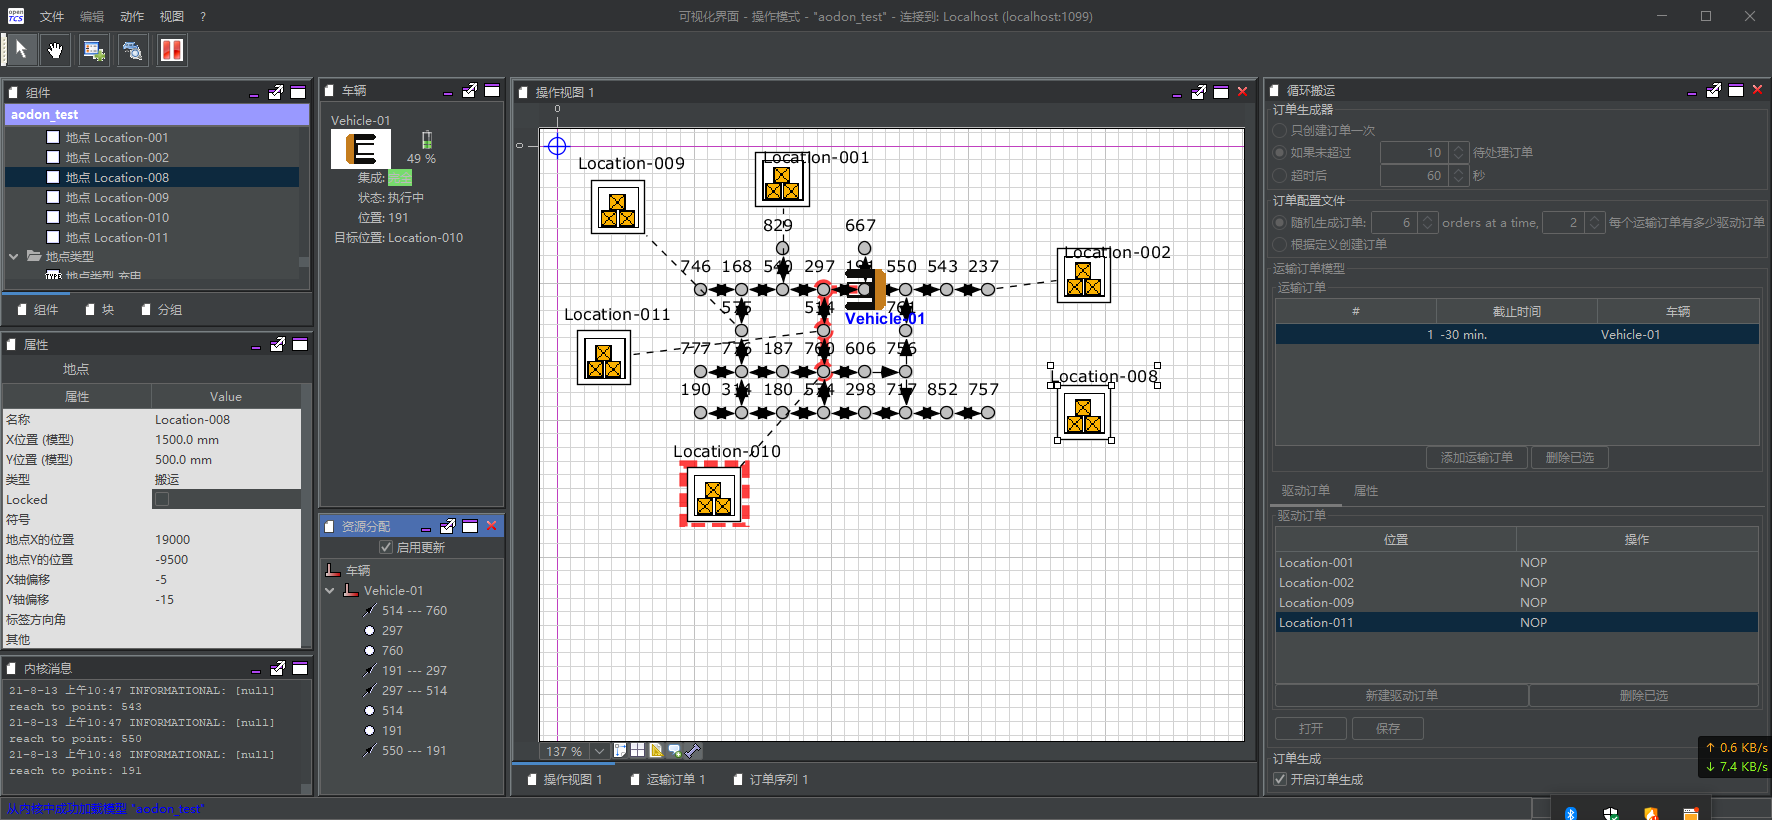 open
TCS
文件 编辑 动作 视图 ?
可视化界面 - 操作模式 - "aodon_test" - 连接到: Localhost (localhost:1099)
组件
aodon_test
地点 Location-001
地点 Location-002
地点 Location-008
地点 Location-009
地点 Location-010
地点 Location-011
地点类型
地点类型 充电
组件 块 分组
属性
地点
属性 Value
名称 Location-008
X位置 (模型) 1500.0 mm
Y位置 (模型) 500.0 mm
类型 搬运
Locked
符号
地点X的位置 19000
地点Y的位置 -9500
X轴偏移 -5
Y轴偏移 -15
标签方向角
其他
内核消息
21-8-13 上午10:47 INFORMATIONAL: [null]
reach to point: 543
21-8-13 上午10:47 INFORMATIONAL: [null]
reach to point: 550
21-8-13 上午10:48 INFORMATIONAL: [null]
reach to point: 191
从内核中成功加载模型 "aodon_test"
车辆
Vehicle-01
49 %
集成:
状态: 执行中
位置: 191
目标位置: Location-010
资源分配
启用更新
车辆
Vehicle-01
514 --- 760
297
760
191 --- 297
297 --- 514
514
191
550 --- 191
操作视图 1
0
0
Location-009
Location-001
829 667
Location-002
746 168 540 297 191 550 543 237
Location-011
575 514
Vehicle-01
777 187 760 606 756
Location-008
190 314 180 574 298 717 852 757
Location-010
137 %
操作视图 1 运输订单 1 订单序列 1
循环搬运
订单生成器
只创建订单一次
如果未超过 10 待处理订单
超时后 60 秒
订单配置文件
随机生成订单: 6 orders at a time, 2 每个运输订单有多少驱动订单
根据定义创建订单
运输订单模型
运输订单
# 截止时间 车辆
1 -30 min. Vehicle-01
添加运输订单 删除已选
驱动订单 属性
驱动订单
位置 操作
Location-001 NOP
Location-002 NOP
Location-009 NOP
Location-011 NOP
新建驱动订单 删除已选
打开 保存
订单生成
开启订单生成
↑ 0.6 KB/s
↓ 7.4 KB/s